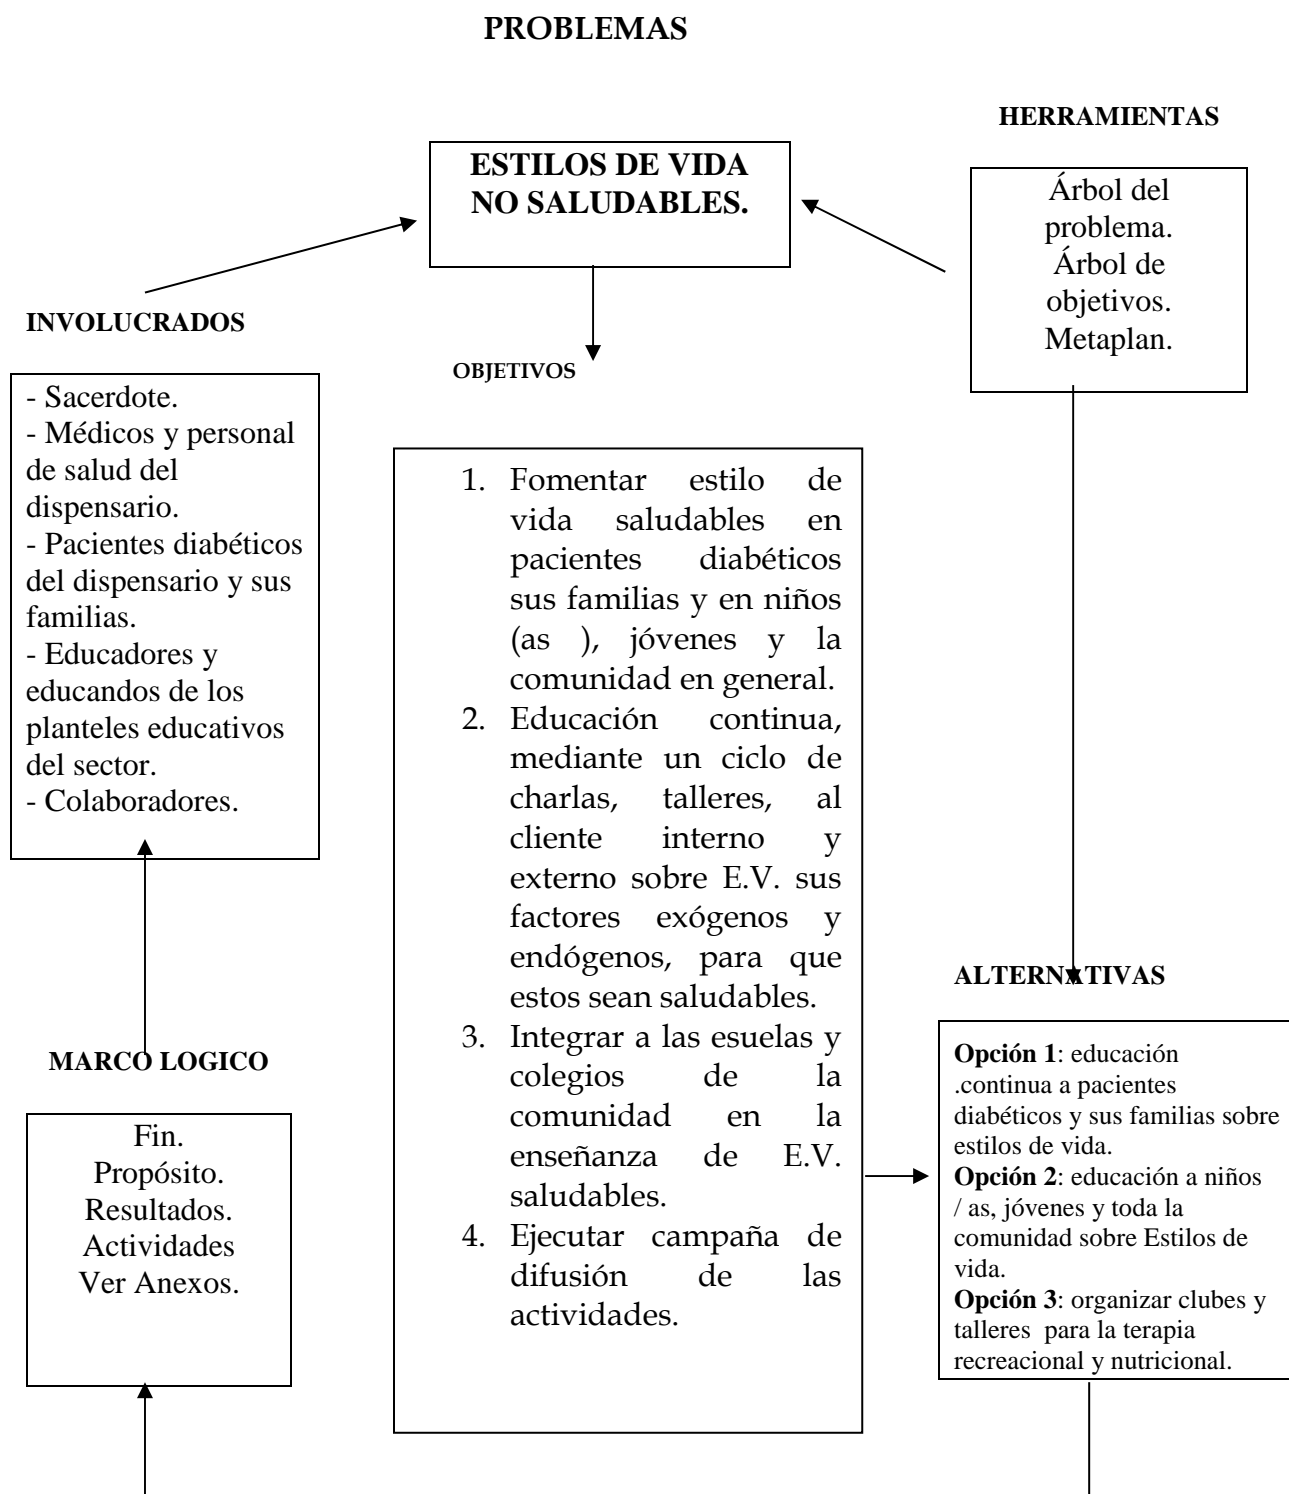 PROBLEMAS
HERRAMIENTAS
ESTILOS DE VIDA
NO SALUDABLES.
Árbol del
problema.
Árbol de
objetivos.
Metaplan.
INVOLUCRADOS
- Sacerdote.
- Médicos y personal
de salud del
dispensario.
- Pacientes diabéticos
del dispensario y sus
familias.
- Educadores y
educandos de los
planteles educativos
del sector.
- Colaboradores.
OBJETIVOS
1. Fomentar estilo de
vida saludables en
pacientes diabéticos
sus familias y en niños
(as ), jóvenes y la
comunidad en general.
2. Educación continua,
mediante un ciclo de
charlas, talleres, al
cliente interno y
externo sobre E.V. sus
factores exógenos y
endógenos, para que
estos sean saludables.
3. Integrar a las esuelas y
colegios de la
comunidad en la
enseñanza de E.V.
saludables.
4. Ejecutar campaña de
difusión de las
actividades.
MARCO LOGICO
Fin.
Propósito.
Resultados.
Actividades
Ver Anexos.
ALTERNATIVAS
Opción 1: educación
.continua a pacientes
diabéticos y sus familias sobre
estilos de vida.
Opción 2: educación a niños
/ as, jóvenes y toda la
comunidad sobre Estilos de
vida.
Opción 3: organizar clubes y
talleres para la terapia
recreacional y nutricional.